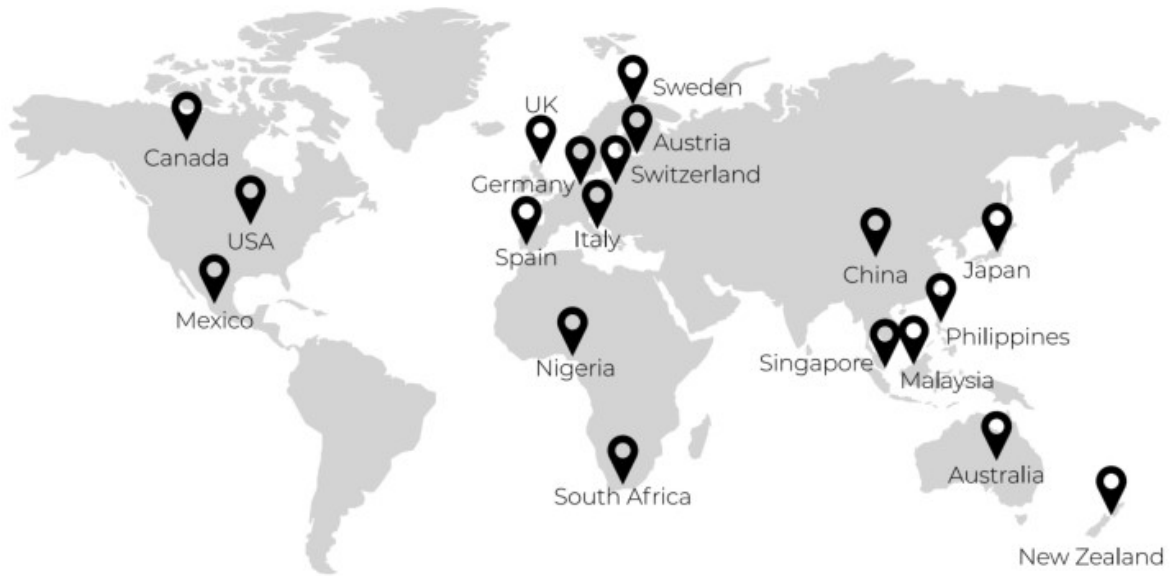 Sweden
UK
Austria
Canada
Switzerland
Germany
USA
Italy
Spain
China
Japan
Mexico
Philippines
Singapore
Nigeria
Malaysia
Australia
South Africa
New Zealand